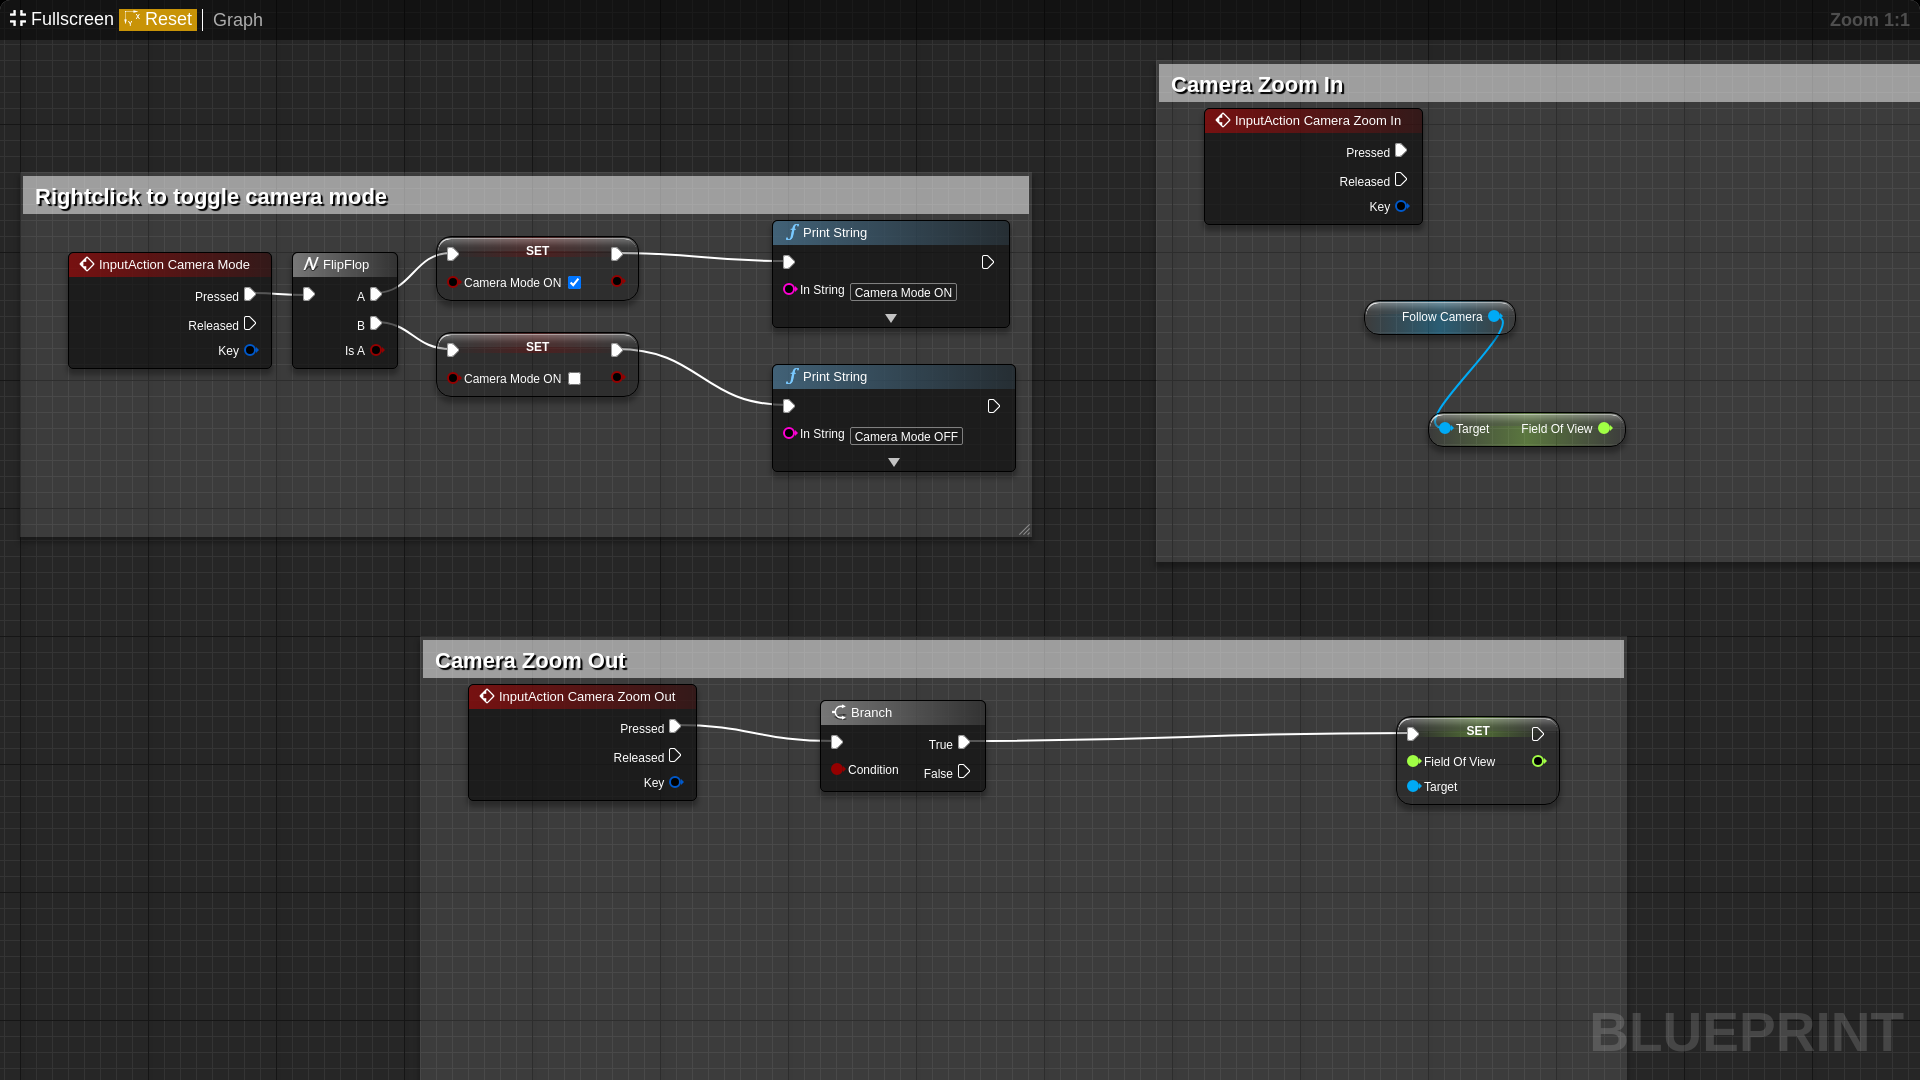 Fullscreen Reset Graph
Zoom 1:1
Camera Zoom In
InputAction Camera Zoom In
Pressed
Released
Key
Follow Camera
Target Field Of View
Rightclick to toggle camera mode
InputAction Camera Mode
Pressed
Released
Key
FlipFlop
A
B
Is A
SET
Camera Mode ON
SET
Camera Mode ON
Print String
In String Camera Mode ON
Print String
In String Camera Mode OFF
Camera Zoom Out
InputAction Camera Zoom Out
Pressed
Released
Key
Branch
True
Condition False
SET
Field Of View
Target
BLUEPRINT